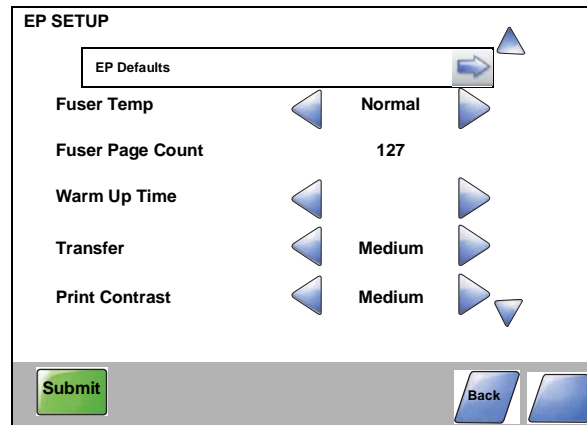 EP SETUP
EP Defaults
Fuser Temp Normal
Fuser Page Count 127
Warm Up Time
Transfer Medium
Print Contrast Medium
Submit Back